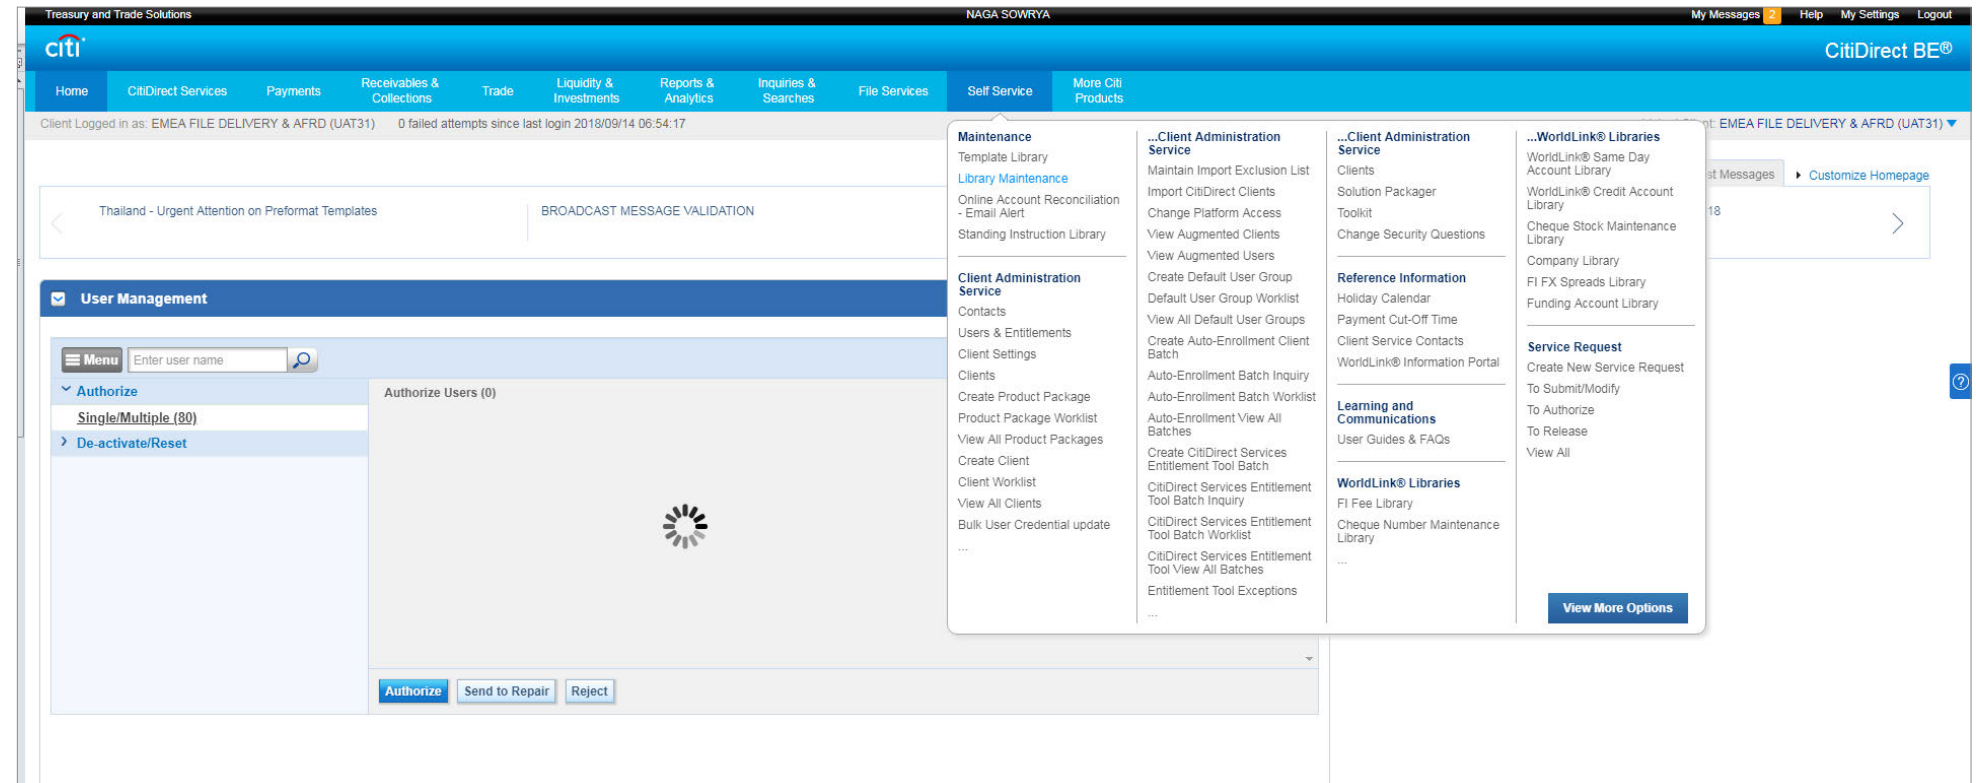 Treasury and Trade Solutions
NAGA SOWRYA
My Messages 2 Help My Settings Logout
citi
CitiDirect BE®
Home
CitiDirect Services
Payments
Receivables &
Collections
Trade
Liquidity &
Investments
Reports &
Analytics
Inquiries &
Searches
File Services
Self Service
More Citi
Products
Client Logged in as: EMEA FILE DELIVERY & AFRD (UAT31) 0 failed attempts since last login 2018/09/14 06:54:17
EMEA FILE DELIVERY & AFRD (UAT31)
Messages
Customize Homepage
Thailand - Urgent Attention on Preformat Templates
BROADCAST MESSAGE VALIDATION
18
User Management
Menu
Enter user name
Authorize
Single/Multiple (80)
De-activate/Reset
Authorize Users (0)
Authorize
Send to Repair
Reject
Maintenance
Template Library
Library Maintenance
Online Account Reconciliation
- Email Alert
Standing Instruction Library
Client Administration
Service
Contacts
Users & Entitlements
Client Settings
Clients
Create Product Package
Product Package Worklist
View All Product Packages
Create Client
Client Worklist
View All Clients
Bulk User Credential update
...
...Client Administration
Service
Maintain Import Exclusion List
Import CitiDirect Clients
Change Platform Access
View Augmented Clients
View Augmented Users
Create Default User Group
Default User Group Worklist
View All Default User Groups
Create Auto-Enrollment Client
Batch
Auto-Enrollment Batch Inquiry
Auto-Enrollment Batch Worklist
Auto-Enrollment View All
Batches
Create CitiDirect Services
Entitlement Tool Batch
CitiDirect Services Entitlement
Tool Batch Inquiry
CitiDirect Services Entitlement
Tool Batch Worklist
CitiDirect Services Entitlement
Tool View All Batches
Entitlement Tool Exceptions
...
...Client Administration
Service
Clients
Solution Packager
Toolkit
Change Security Questions
Reference Information
Holiday Calendar
Payment Cut-Off Time
Client Service Contacts
WorldLink® Information Portal
Learning and
Communications
User Guides & FAQs
WorldLink® Libraries
FI Fee Library
Cheque Number Maintenance
Library
...
...WorldLink® Libraries
WorldLink® Same Day
Account Library
WorldLink® Credit Account
Library
Cheque Stock Maintenance
Library
Company Library
FI FX Spreads Library
Funding Account Library
Service Request
Create New Service Request
To Submit/Modify
To Authorize
To Release
View All
View More Options